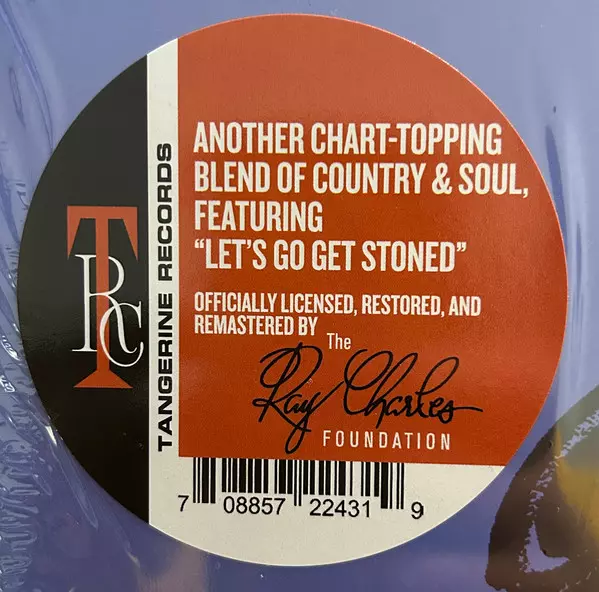 ANOTHER CHART-TOPPING
BLEND OF COUNTRY & SOUL,
FEATURING
“LET’S GO GET STONED”
OFFICIALLY LICENSED, RESTORED, AND
REMASTERED BY The
Ray Charles
FOUNDATION
TANGERINE RECORDS
TRC
7 08857 22431 9